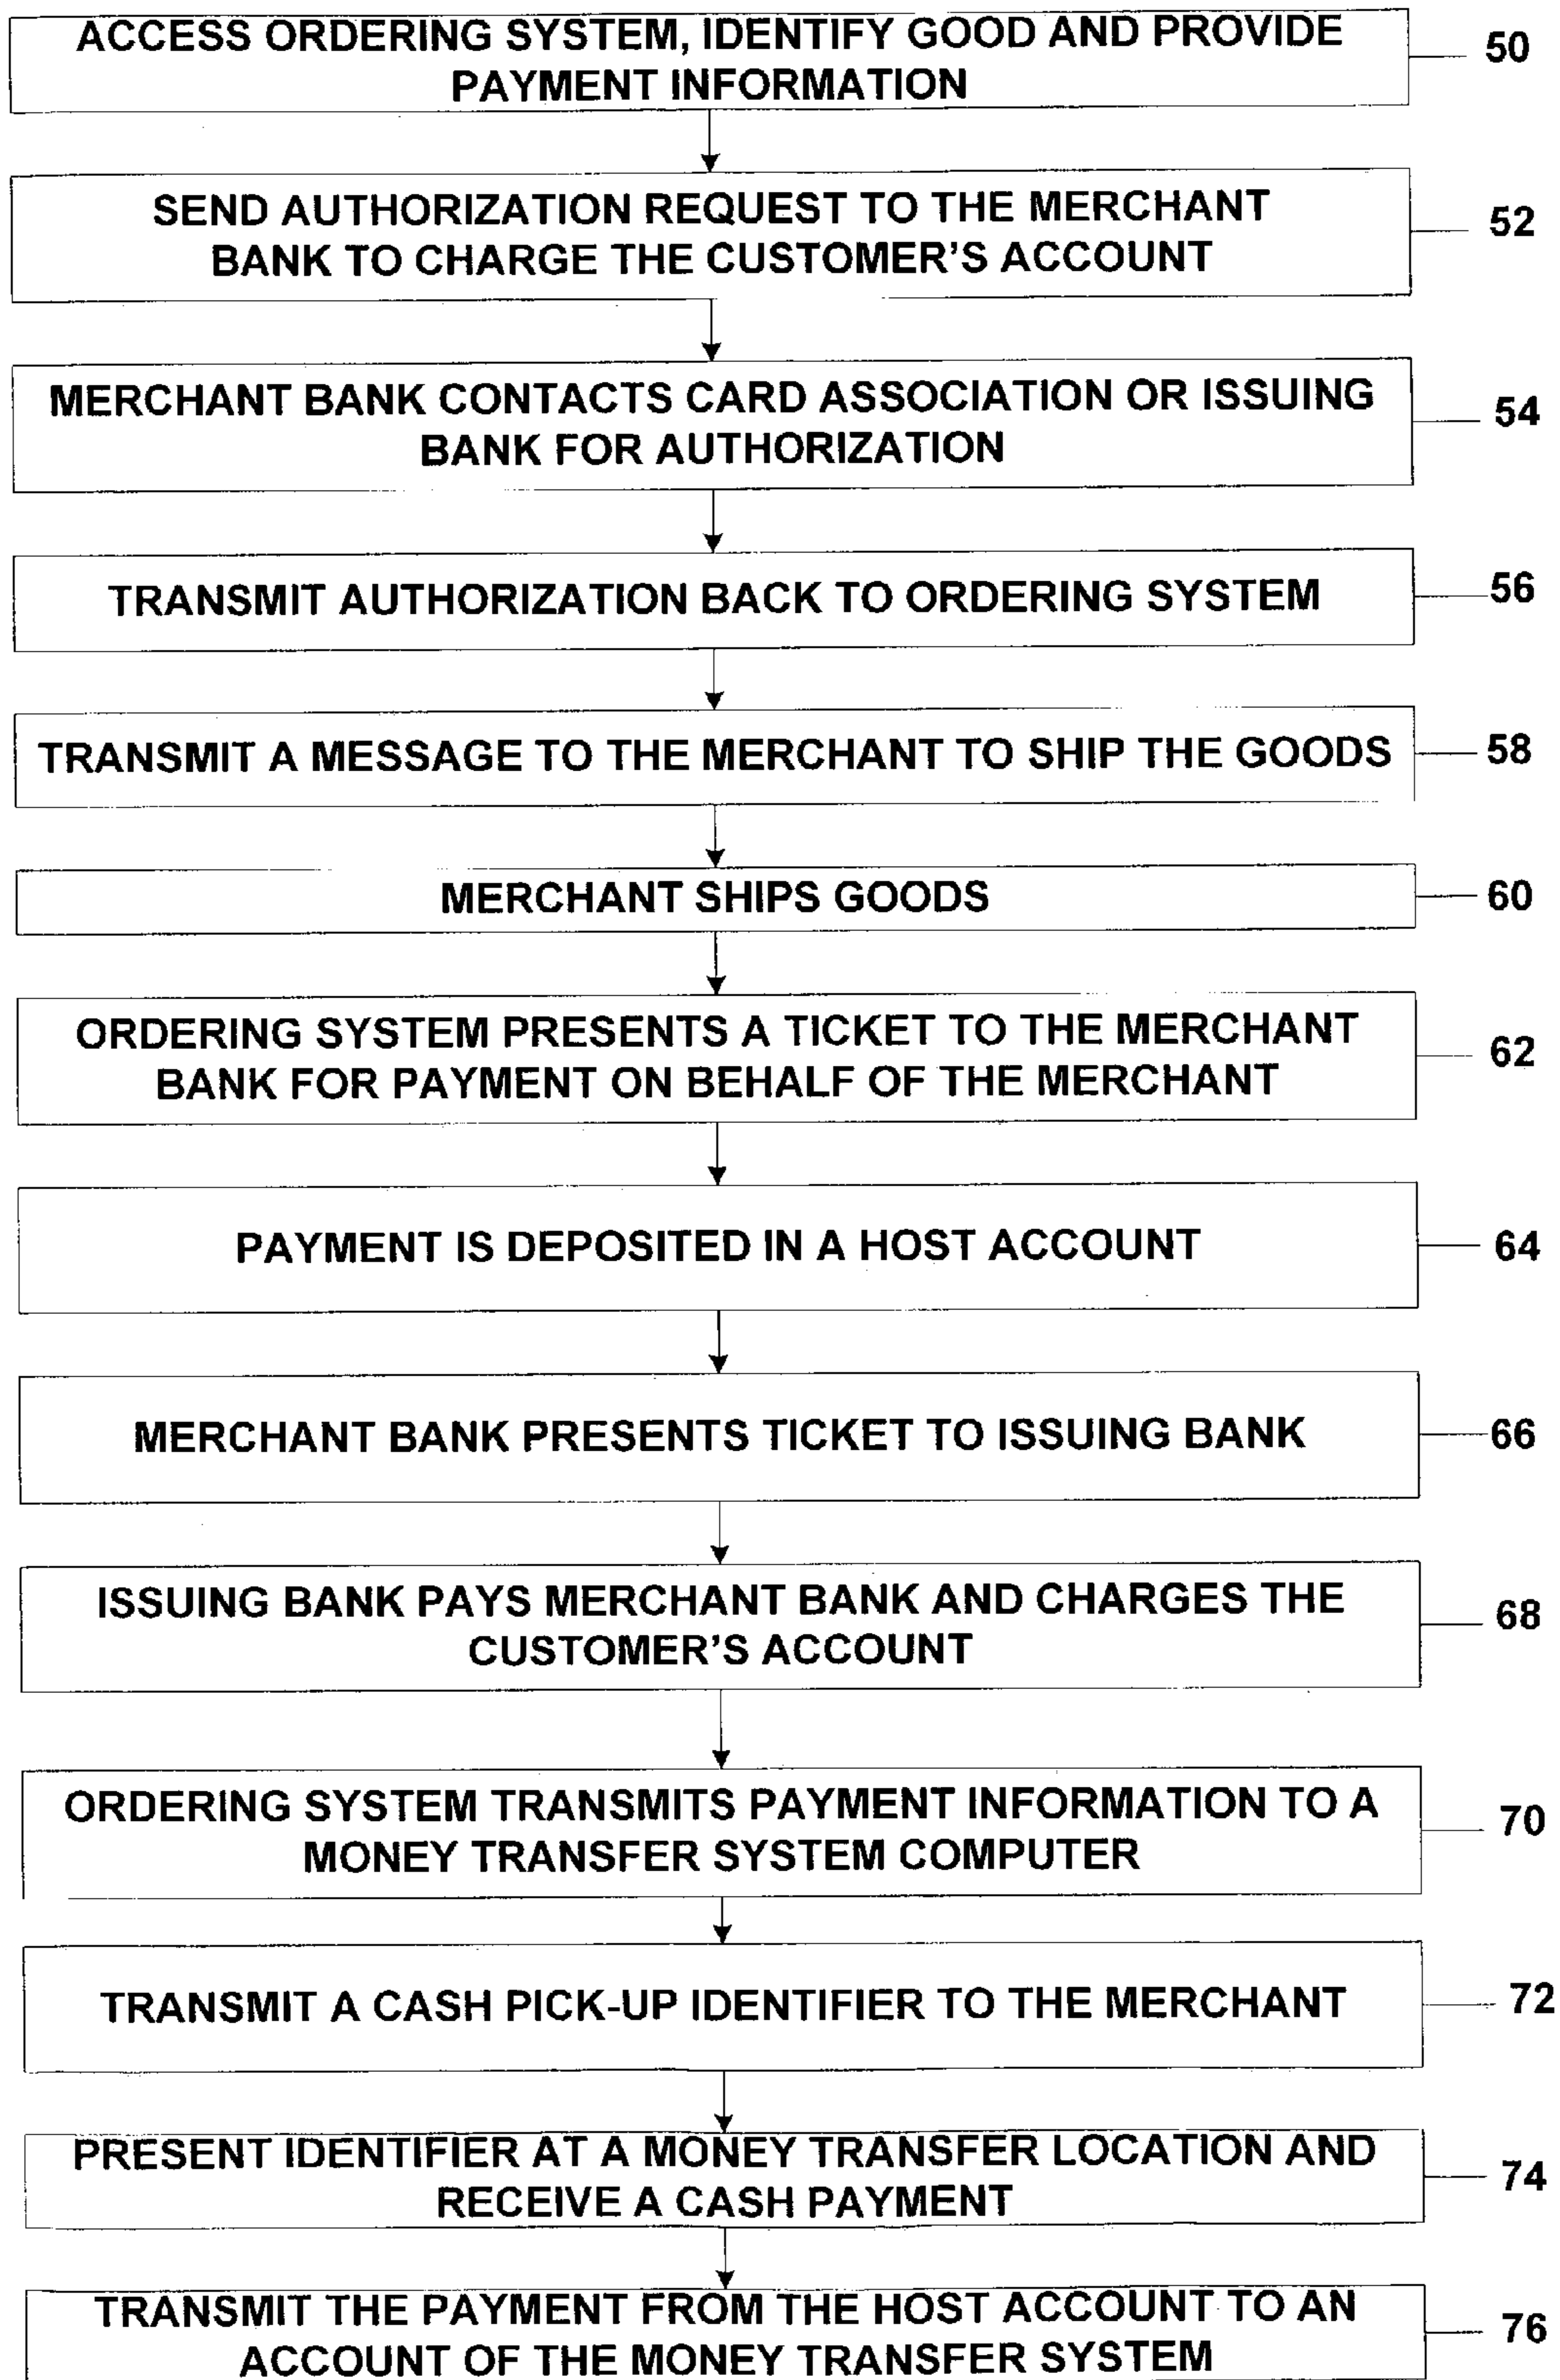 ACCESS ORDERING SYSTEM, IDENTIFY GOOD AND PROVIDE
PAYMENT INFORMATION
50
SEND AUTHORIZATION REQUEST TO THE MERCHANT
BANK TO CHARGE THE CUSTOMER'S ACCOUNT
52
MERCHANT BANK CONTACTS CARD ASSOCIATION OR ISSUING
BANK FOR AUTHORIZATION
54
TRANSMIT AUTHORIZATION BACK TO ORDERING SYSTEM
56
TRANSMIT A MESSAGE TO THE MERCHANT TO SHIP THE GOODS
58
MERCHANT SHIPS GOODS
60
ORDERING SYSTEM PRESENTS A TICKET TO THE MERCHANT
BANK FOR PAYMENT ON BEHALF OF THE MERCHANT
62
PAYMENT IS DEPOSITED IN A HOST ACCOUNT
64
MERCHANT BANK PRESENTS TICKET TO ISSUING BANK
66
ISSUING BANK PAYS MERCHANT BANK AND CHARGES THE
CUSTOMER'S ACCOUNT
68
ORDERING SYSTEM TRANSMITS PAYMENT INFORMATION TO A
MONEY TRANSFER SYSTEM COMPUTER
70
TRANSMIT A CASH PICK-UP IDENTIFIER TO THE MERCHANT
72
PRESENT IDENTIFIER AT A MONEY TRANSFER LOCATION AND
RECEIVE A CASH PAYMENT
74
TRANSMIT THE PAYMENT FROM THE HOST ACCOUNT TO AN
ACCOUNT OF THE MONEY TRANSFER SYSTEM
76